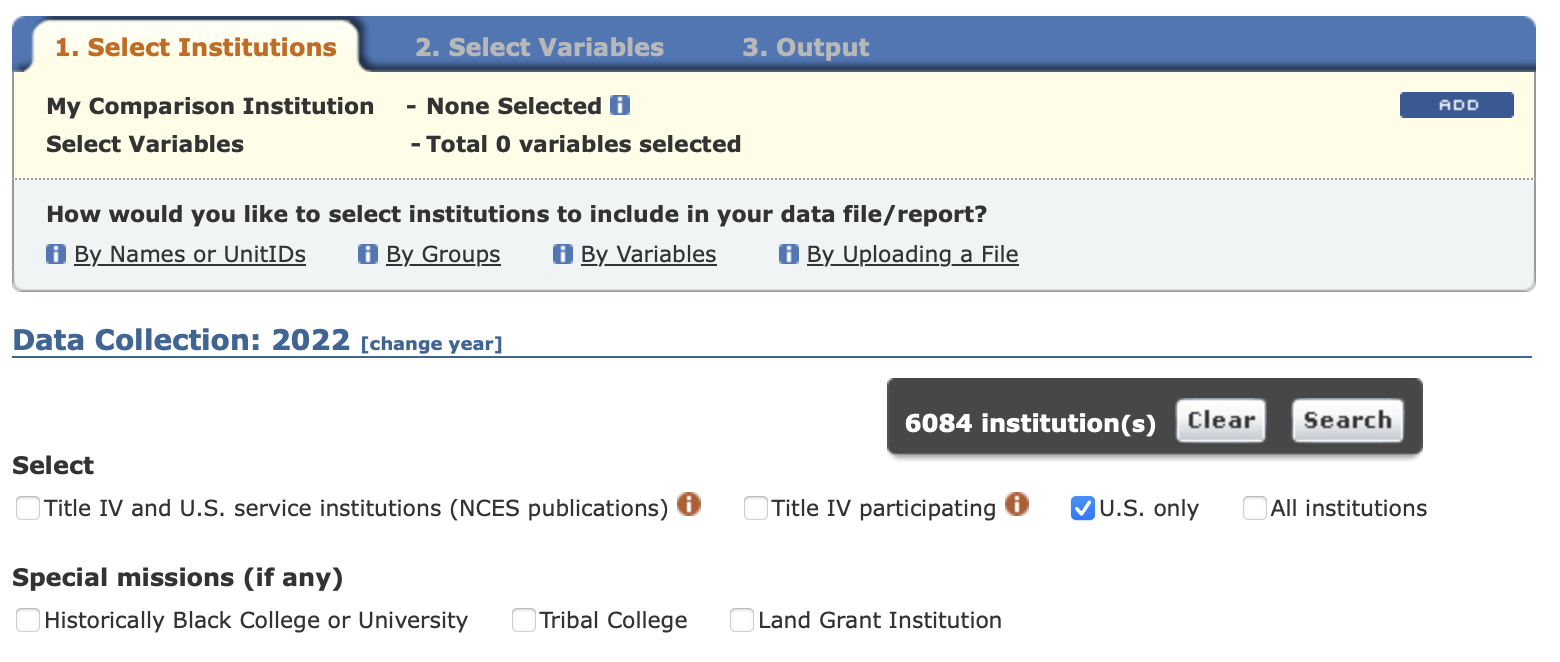 1. Select Institutions 2. Select Variables 3. Output
My Comparison Institution - None Selected i ADD
Select Variables - Total 0 variables selected
How would you like to select institutions to include in your data file/report?
i By Names or UnitIDs i By Groups i By Variables i By Uploading a File
Data Collection: 2022 [change year]
6084 institution(s) Clear Search
Select
Title IV and U.S. service institutions (NCES publications) i Title IV participating i U.S. only All institutions
Special missions (if any)
Historically Black College or University Tribal College Land Grant Institution